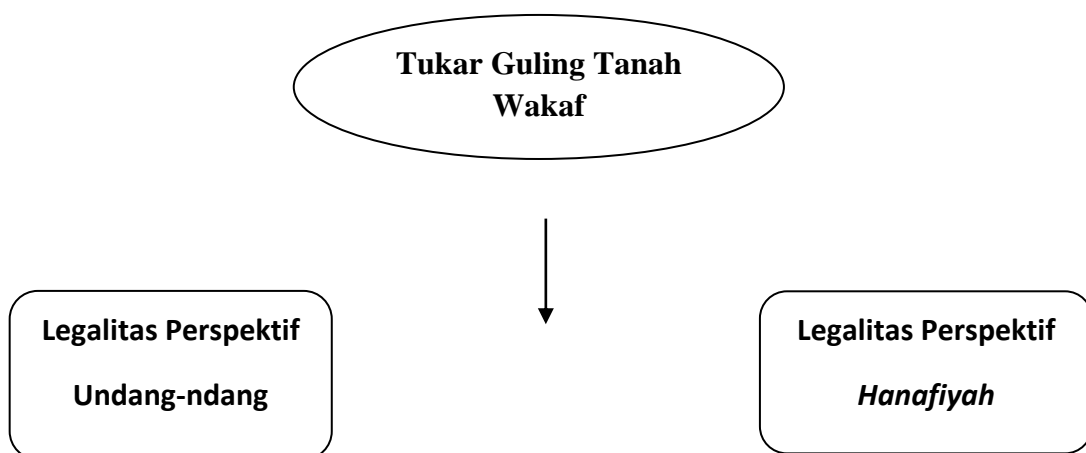 Tukar Guling Tanah
Wakaf
Legalitas Perspektif
Undang-ndang
Legalitas Perspektif
Hanafiyah